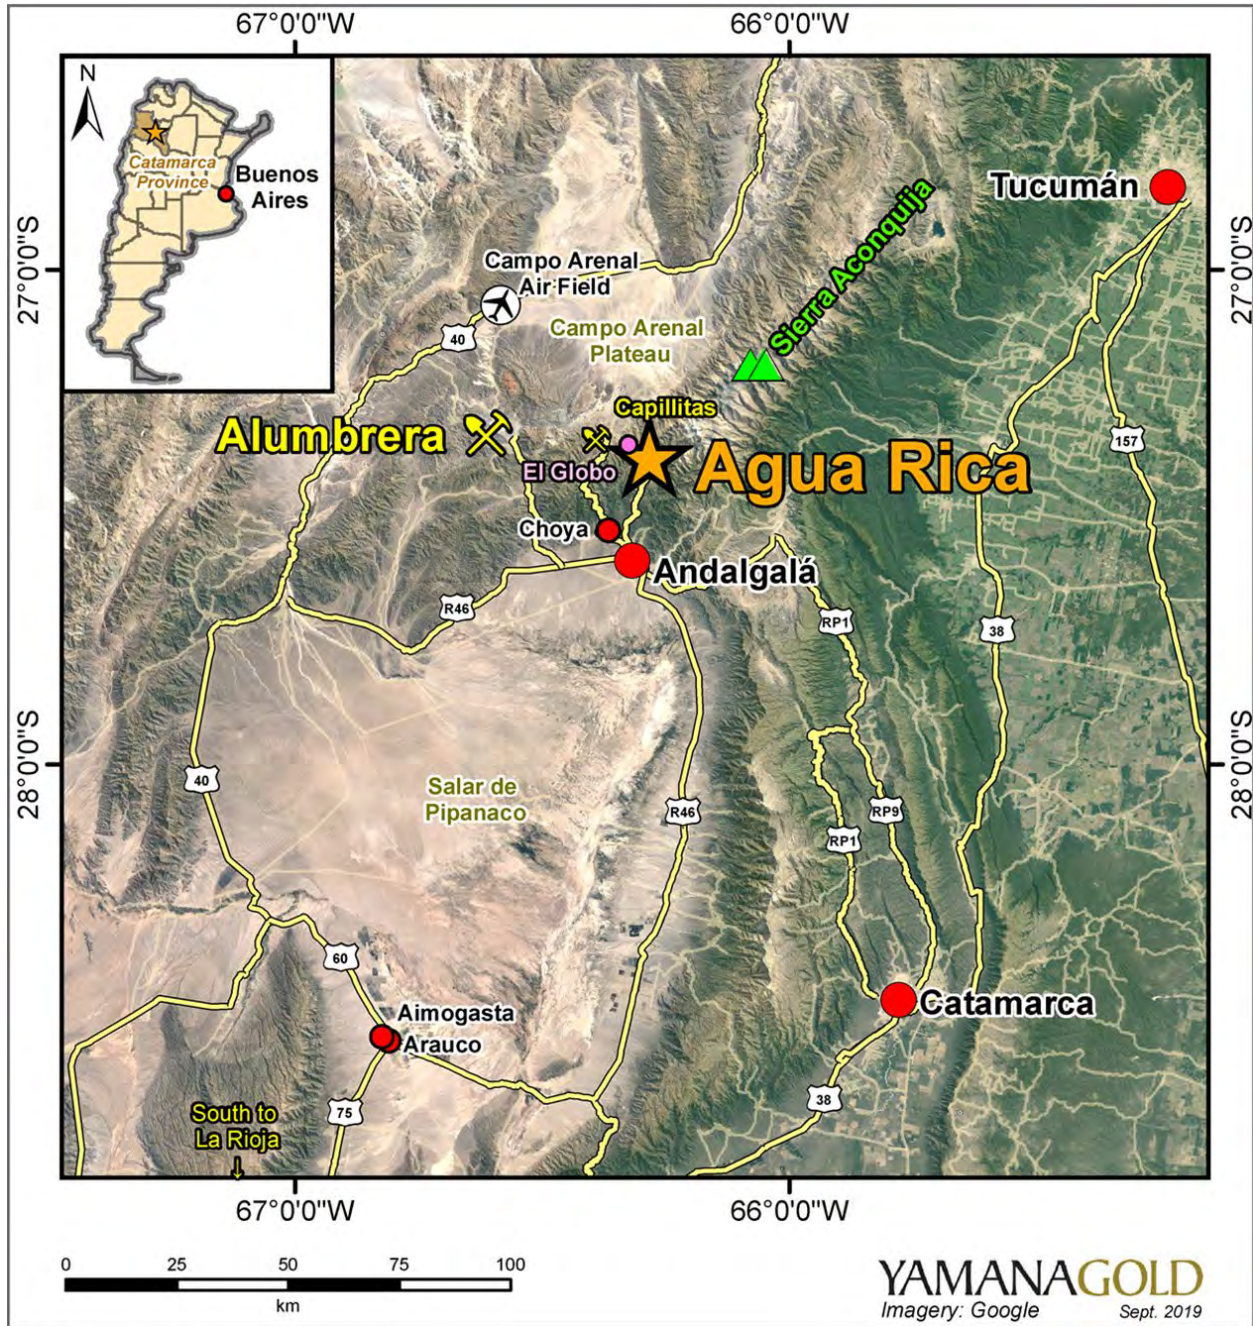 67°0'0"W
66°0'0"W
N
Catamarca
Province
Buenos
Aires
Tucumán
Sierra Aconquija
27°0'0"S
27°0'0"S
Campo Arenal
Air Field
Campo Arenal
Plateau
40
Capillitas
Alumbrera
Agua Rica
157
El Globo
Choya
Andalgalá
R46
RP1
38
28°0'0"S
28°0'0"S
40
Salar de
Pipanaco
R46
RP9
RP1
60
Aimogasta
Arauco
Catamarca
75
38
South to
La Rioja
67°0'0"W
66°0'0"W
0
25
50
75
100
km
YAMANAGOLD
Imagery: Google
Sept. 2019